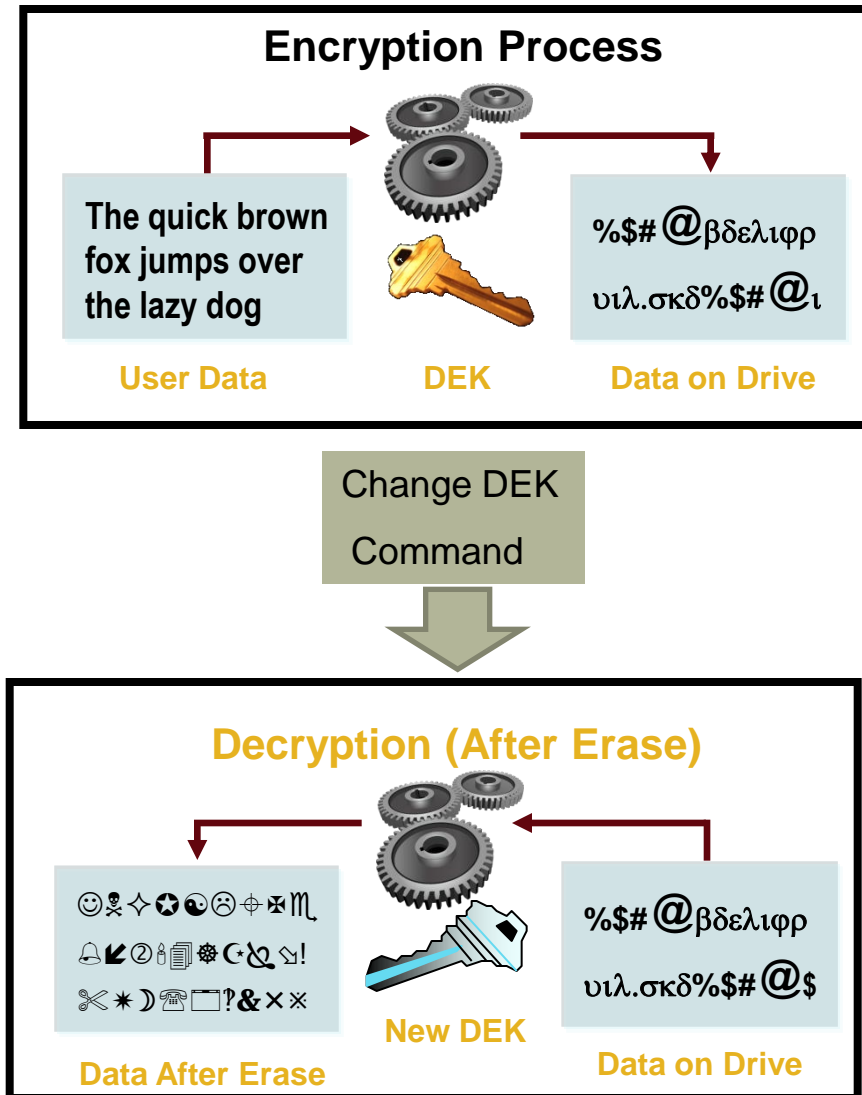 Encryption Process
The quick brown
fox jumps over
the lazy dog
%$#@βδελιφρ
υιλ.σκδ%$#@ι
User Data
DEK
Data on Drive
Change DEK
Command
Decryption (After Erase)
☺☠✧✪☯☹⌖✠♏
🔔↙②🕯🗐☸☪✆⬂!
✂✷☽☎🗔‽&✕※
%$#@βδελιφρ
υιλ.σκδ%$#@$
New DEK
Data After Erase
Data on Drive